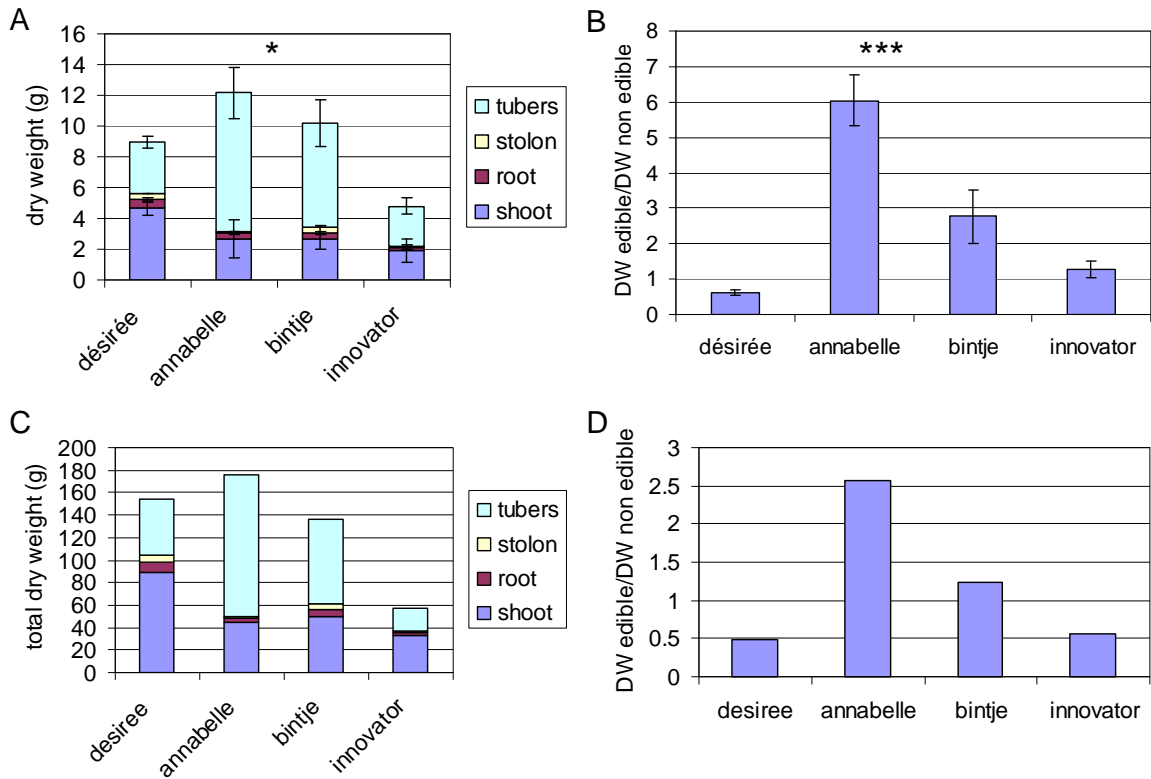 A
*
dry weight (g)
16
14
12
10
8
6
4
2
0
désirée
annabelle
bintje
innovator
tubers
stolon
root
shoot
B
***
DW edible/DW non edible
8
7
6
5
4
3
2
1
0
désirée annabelle bintje innovator
C
total dry weight (g)
200
180
160
140
120
100
80
60
40
20
0
desiree
annabelle
bintje
innovator
tubers
stolon
root
shoot
D
DW edible/DW non edible
3
2.5
2
1.5
1
0.5
0
desiree annabelle bintje innovator